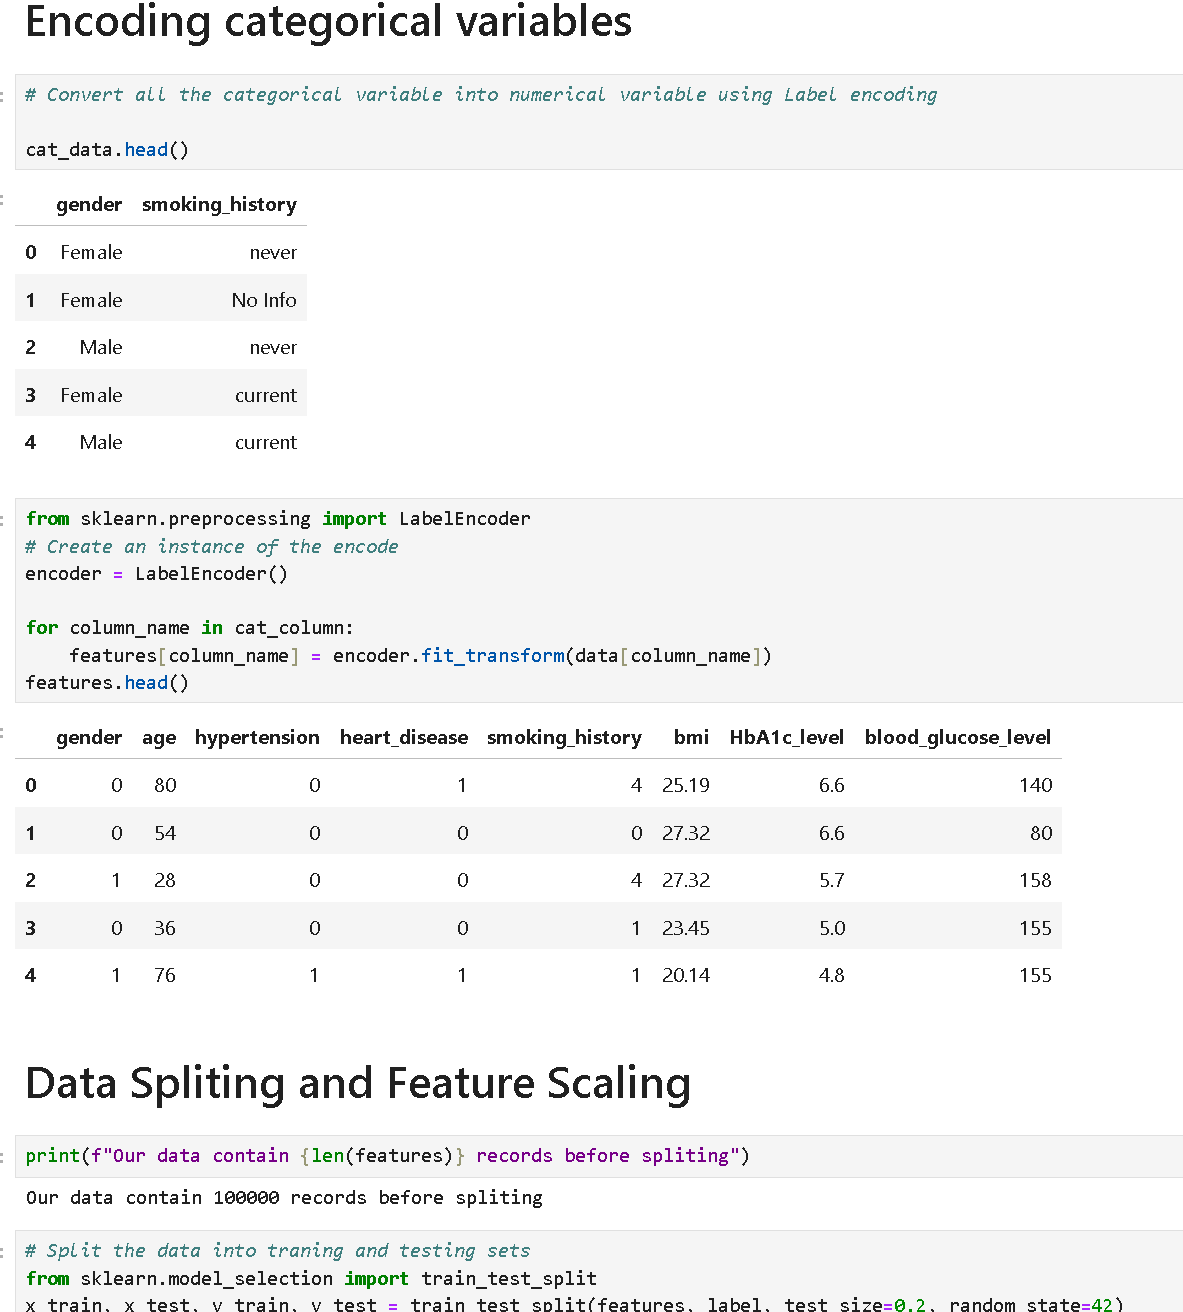 Encoding categorical variables
# Convert all the categorical variable into numerical variable using Label encoding
cat_data.head()
gender smoking_history
0 Female never
1 Female No Info
2 Male never
3 Female current
4 Male current
from sklearn.preprocessing import LabelEncoder
# Create an instance of the encode
encoder = LabelEncoder()
for column_name in cat_column:
    features[column_name] = encoder.fit_transform(data[column_name])
features.head()
gender age hypertension heart_disease smoking_history bmi HbA1c_level blood_glucose_level
0 0 80 0 1 4 25.19 6.6 140
1 0 54 0 0 0 27.32 6.6 80
2 1 28 0 0 4 27.32 5.7 158
3 0 36 0 0 1 23.45 5.0 155
4 1 76 1 1 1 20.14 4.8 155
Data Spliting and Feature Scaling
print(f"Our data contain {len(features)} records before spliting")
Our data contain 100000 records before spliting
# Split the data into traning and testing sets
from sklearn.model_selection import train_test_split
x_train, x_test, y_train, y_test = train_test_split(features, label, test_size=0.2, random_state=42)